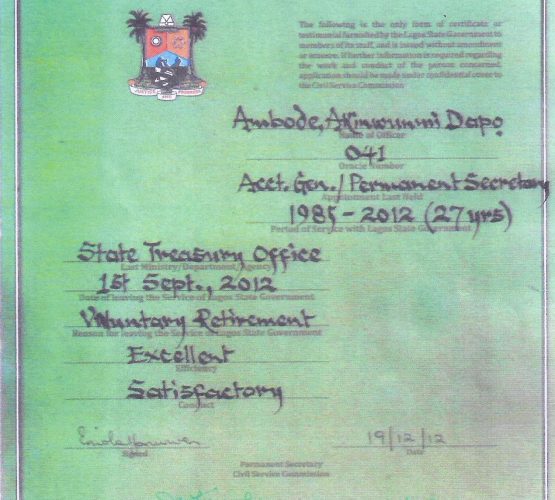 The following is the only form of certificate or
testimonial furnished by the Lagos State Government to
members of its staff, and is issued without amendment
or erasure. If further information is required regarding
the work and conduct of the person concerned,
application should be made under confidential cover to
the Civil Service Commission
Ambode, Akinwunmi Dapo
Name of Officer
041
Oracle Number
Acct. Gen./Permanent Secretary
Appointment Last Held
1985-2012 (27yrs)
Period of Service with Lagos State Government
State Treasury Office
Last Ministry/Department/Agency
1st Sept., 2012
Date of leaving the Service of Lagos State Government
Voluntary Retirement
Reason for leaving the Service of Lagos State Government
Excellent
Efficiency
Satisfactory
Conduct
19/12/12
Signed
Date
Permanent Secretary
Civil Service Commission